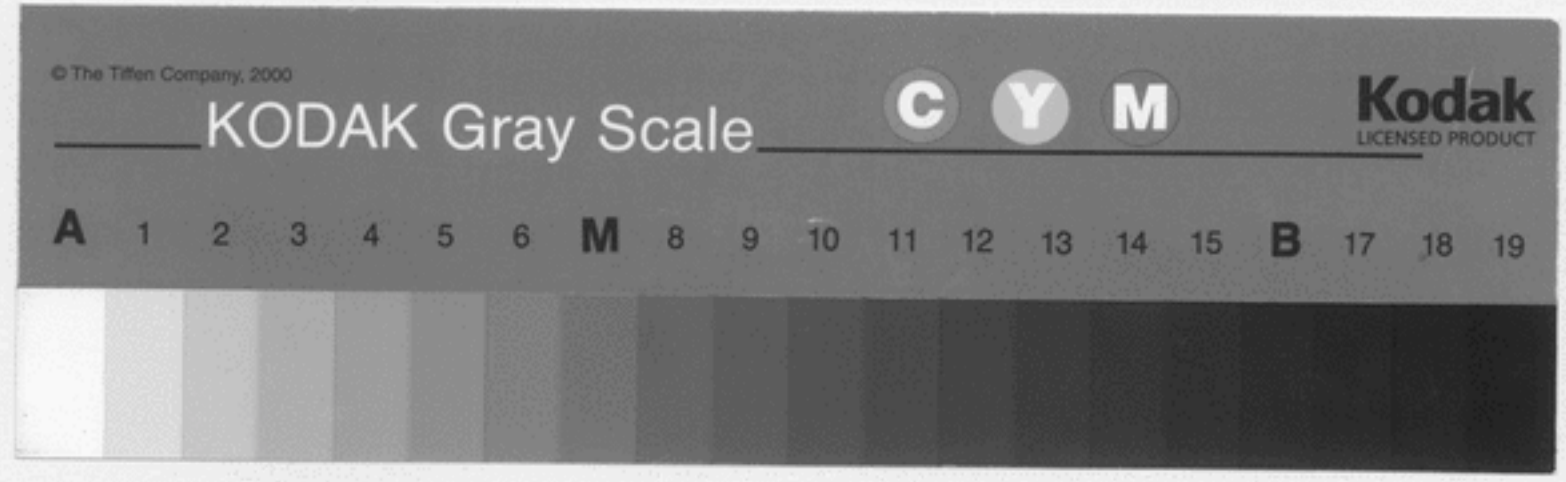 © The Tiffen Company, 2000
KODAK Gray Scale
C Y M
Kodak
LICENSED PRODUCT
A 1 2 3 4 5 6 M 8 9 10 11 12 13 14 15 B 17 18 19